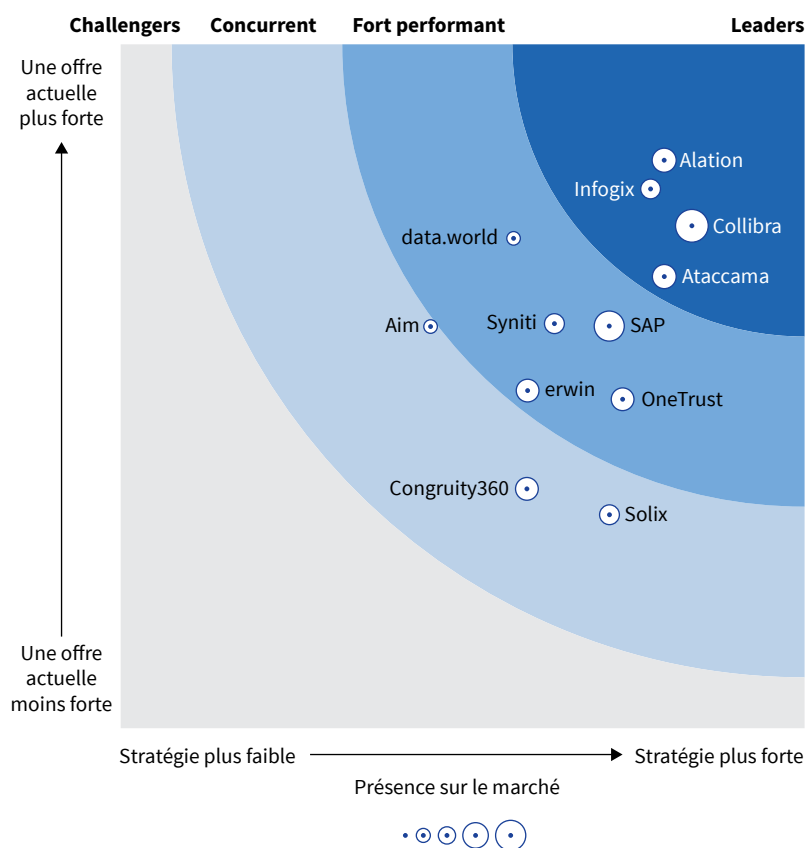 Challengers Concurrent Fort performant Leaders
Une offre
actuelle
plus forte
Alation
Infogix
Collibra
data.world
Ataccama
Aim
Syniti
SAP
erwin
OneTrust
Congruity360
Solix
Une offre
actuelle
moins forte
Stratégie plus faible
Stratégie plus forte
Présence sur le marché